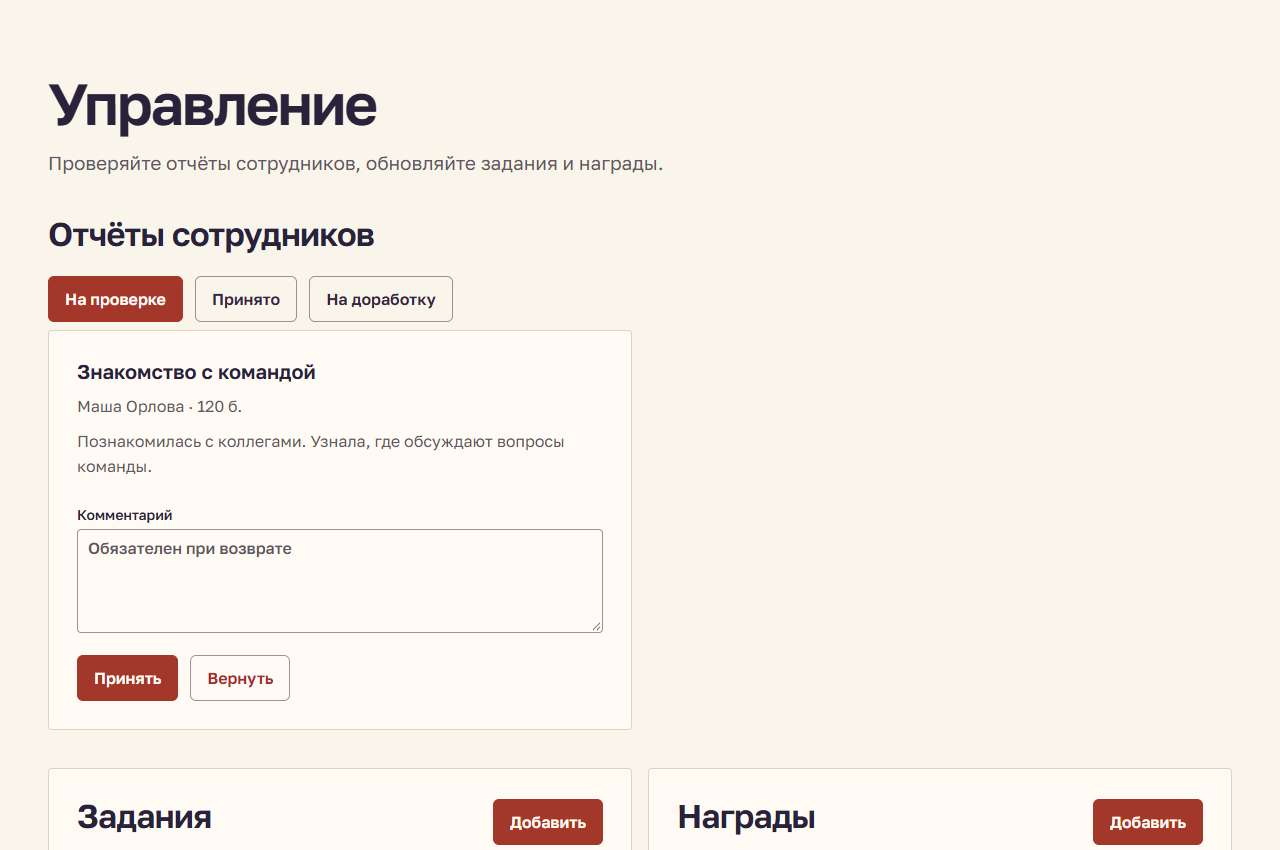 Управление
Проверяйте отчёты сотрудников, обновляйте задания и награды.
Отчёты сотрудников
На проверке
Принято
На доработку
Знакомство с командой
Маша Орлова · 120 б.
Познакомилась с коллегами. Узнала, где обсуждают вопросы
команды.
Комментарий
Обязателен при возврате
Принять
Вернуть
Задания
Добавить
Награды
Добавить